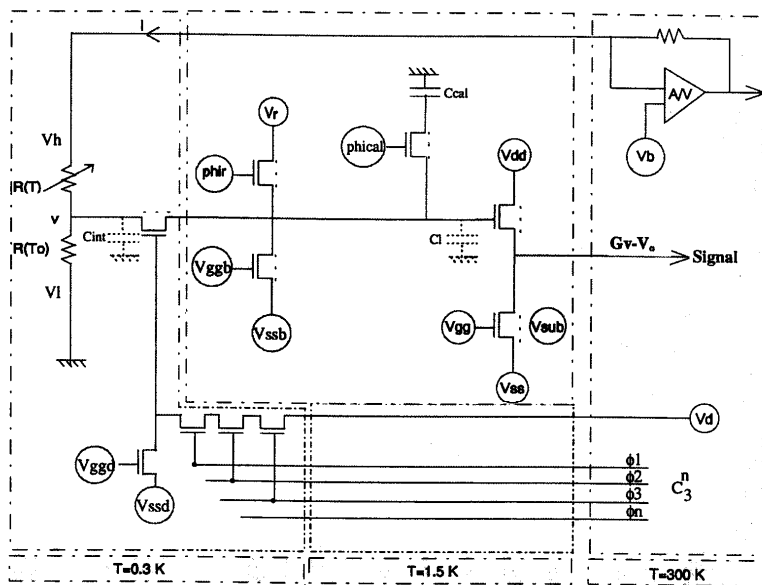 I
Ccal
A/V
Vr
Vh
phir
phical
Vdd
Vb
R(T)
v
Cint
Cl
R(To)
Gv-Vo
Signal
Vl
Vggb
Vgg
Vsub
Vssb
Vss
Vd
Vggd
Vssd
ϕ1
ϕ2
ϕ3
ϕn
C₃ⁿ
T=0.3 K
T=1.5 K
T=300 K